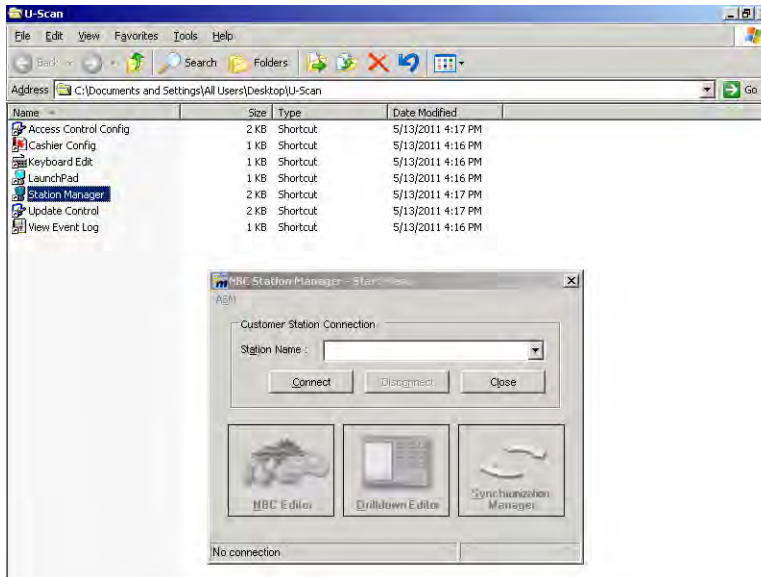 U-Scan
File Edit View Favorites Tools Help
Back Search Folders
Address C:\Documents and Settings\All Users\Desktop\U-Scan Go
Name Size Type Date Modified
Access Control Config 2 KB Shortcut 5/13/2011 4:17 PM
Cashier Config 1 KB Shortcut 5/13/2011 4:16 PM
Keyboard Edit 1 KB Shortcut 5/13/2011 4:16 PM
LaunchPad 1 KB Shortcut 5/13/2011 4:16 PM
Station Manager 2 KB Shortcut 5/13/2011 4:17 PM
Update Control 2 KB Shortcut 5/13/2011 4:17 PM
View Event Log 1 KB Shortcut 5/13/2011 4:16 PM
NBC Station Manager - Start
Customer Station Connection
Station Name :
Connect Disconnect Close
NBC Editor Drilldown Editor Synchronization
Manager
No connection